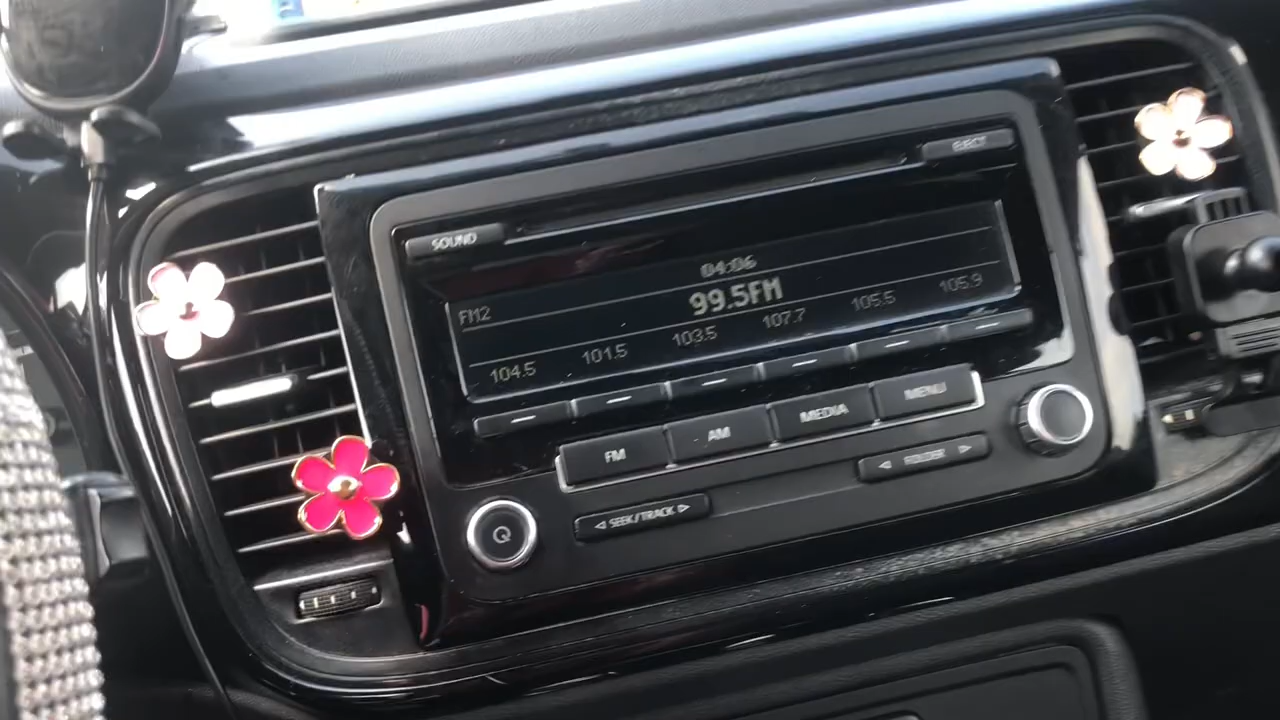 EJECT
SOUND
04:06
FM2 99.5FM
104.5 101.5 103.5 107.7 105.5 105.9
FM AM MEDIA MENU
◁ FOLDER ▷
◁ SEEK / TRACK ▷